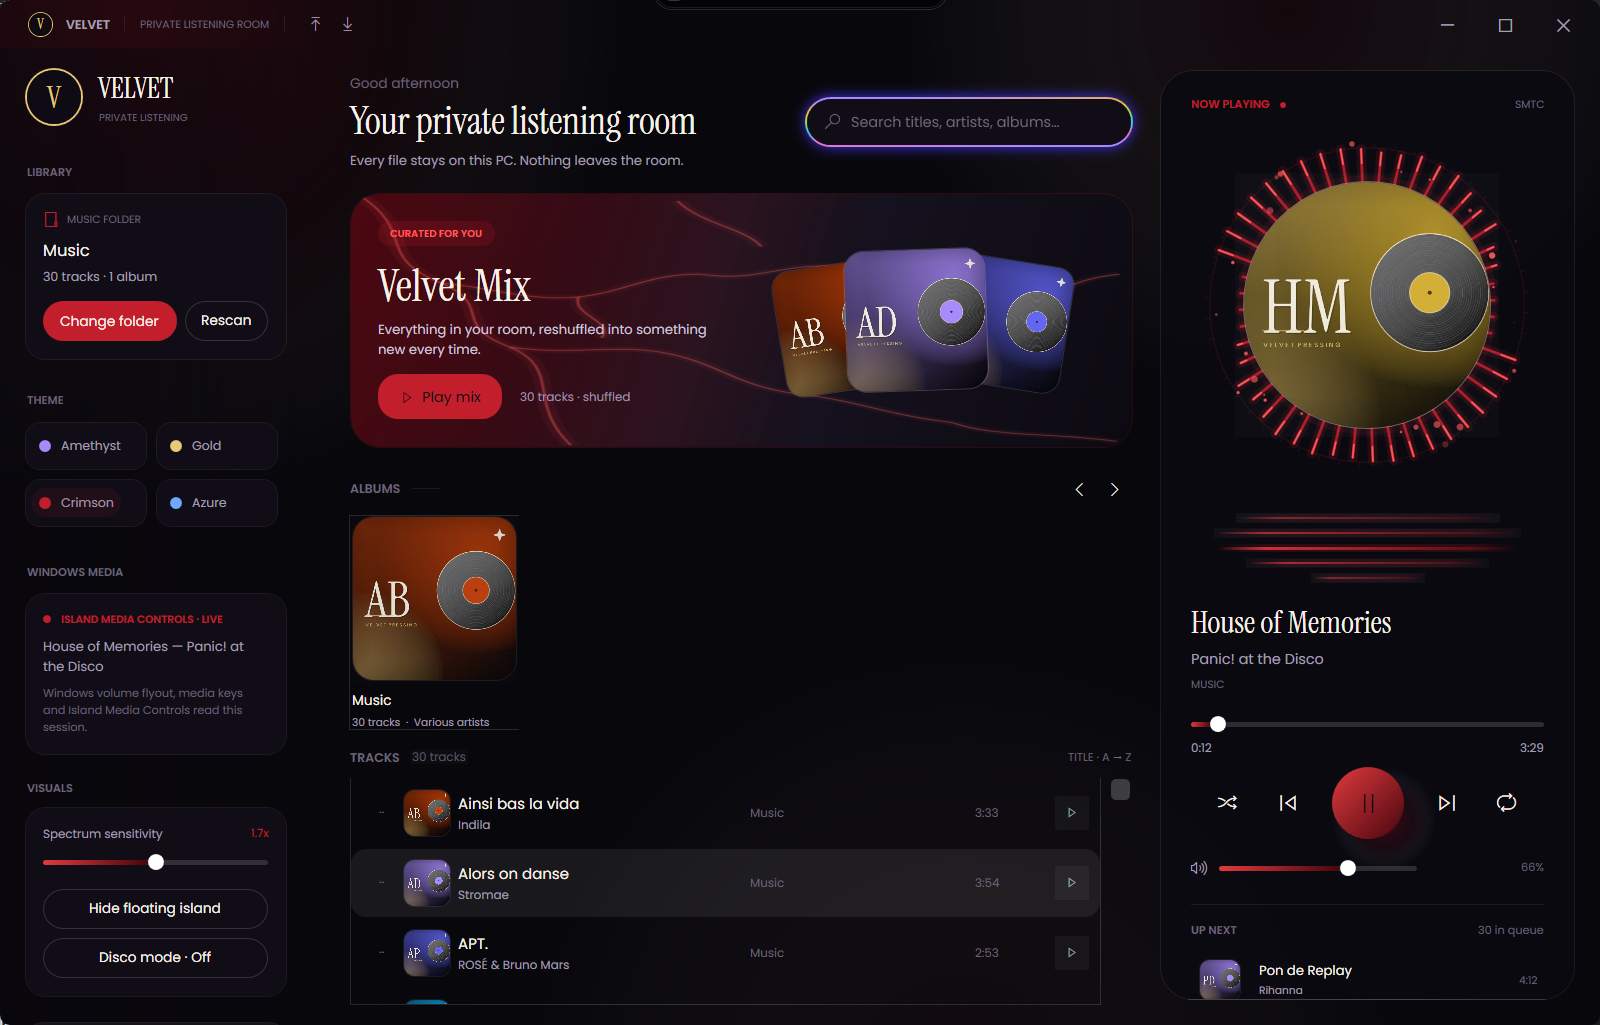 V VELVET PRIVATE LISTENING ROOM
V VELVET
PRIVATE LISTENING
LIBRARY
MUSIC FOLDER
Music
30 tracks · 1 album
Change folder Rescan
THEME
Amethyst Gold
Crimson Azure
WINDOWS MEDIA
ISLAND MEDIA CONTROLS · LIVE
House of Memories — Panic! at
the Disco
Windows volume flyout, media keys
and Island Media Controls read this
session.
VISUALS
Spectrum sensitivity 1.7x
Hide floating island
Disco mode · Off
Good afternoon
Your private listening room
Every file stays on this PC. Nothing leaves the room.
Search titles, artists, albums...
CURATED FOR YOU
Velvet Mix
Everything in your room, reshuffled into something
new every time.
Play mix 30 tracks · shuffled
AB
AD
VELVET PRESSING
ALBUMS
AB
VELVET PRESSING
Music
30 tracks · Various artists
TRACKS 30 tracks TITLE · A → Z
AB Ainsi bas la vida Music 3:33
Indila
AD Alors on danse Music 3:54
Stromae
AP APT. Music 2:53
ROSÉ & Bruno Mars
NOW PLAYING SMTC
HM
VELVET PRESSING
House of Memories
Panic! at the Disco
MUSIC
0:12 3:29
66%
UP NEXT 30 in queue
PD Pon de Replay 4:12
Rihanna